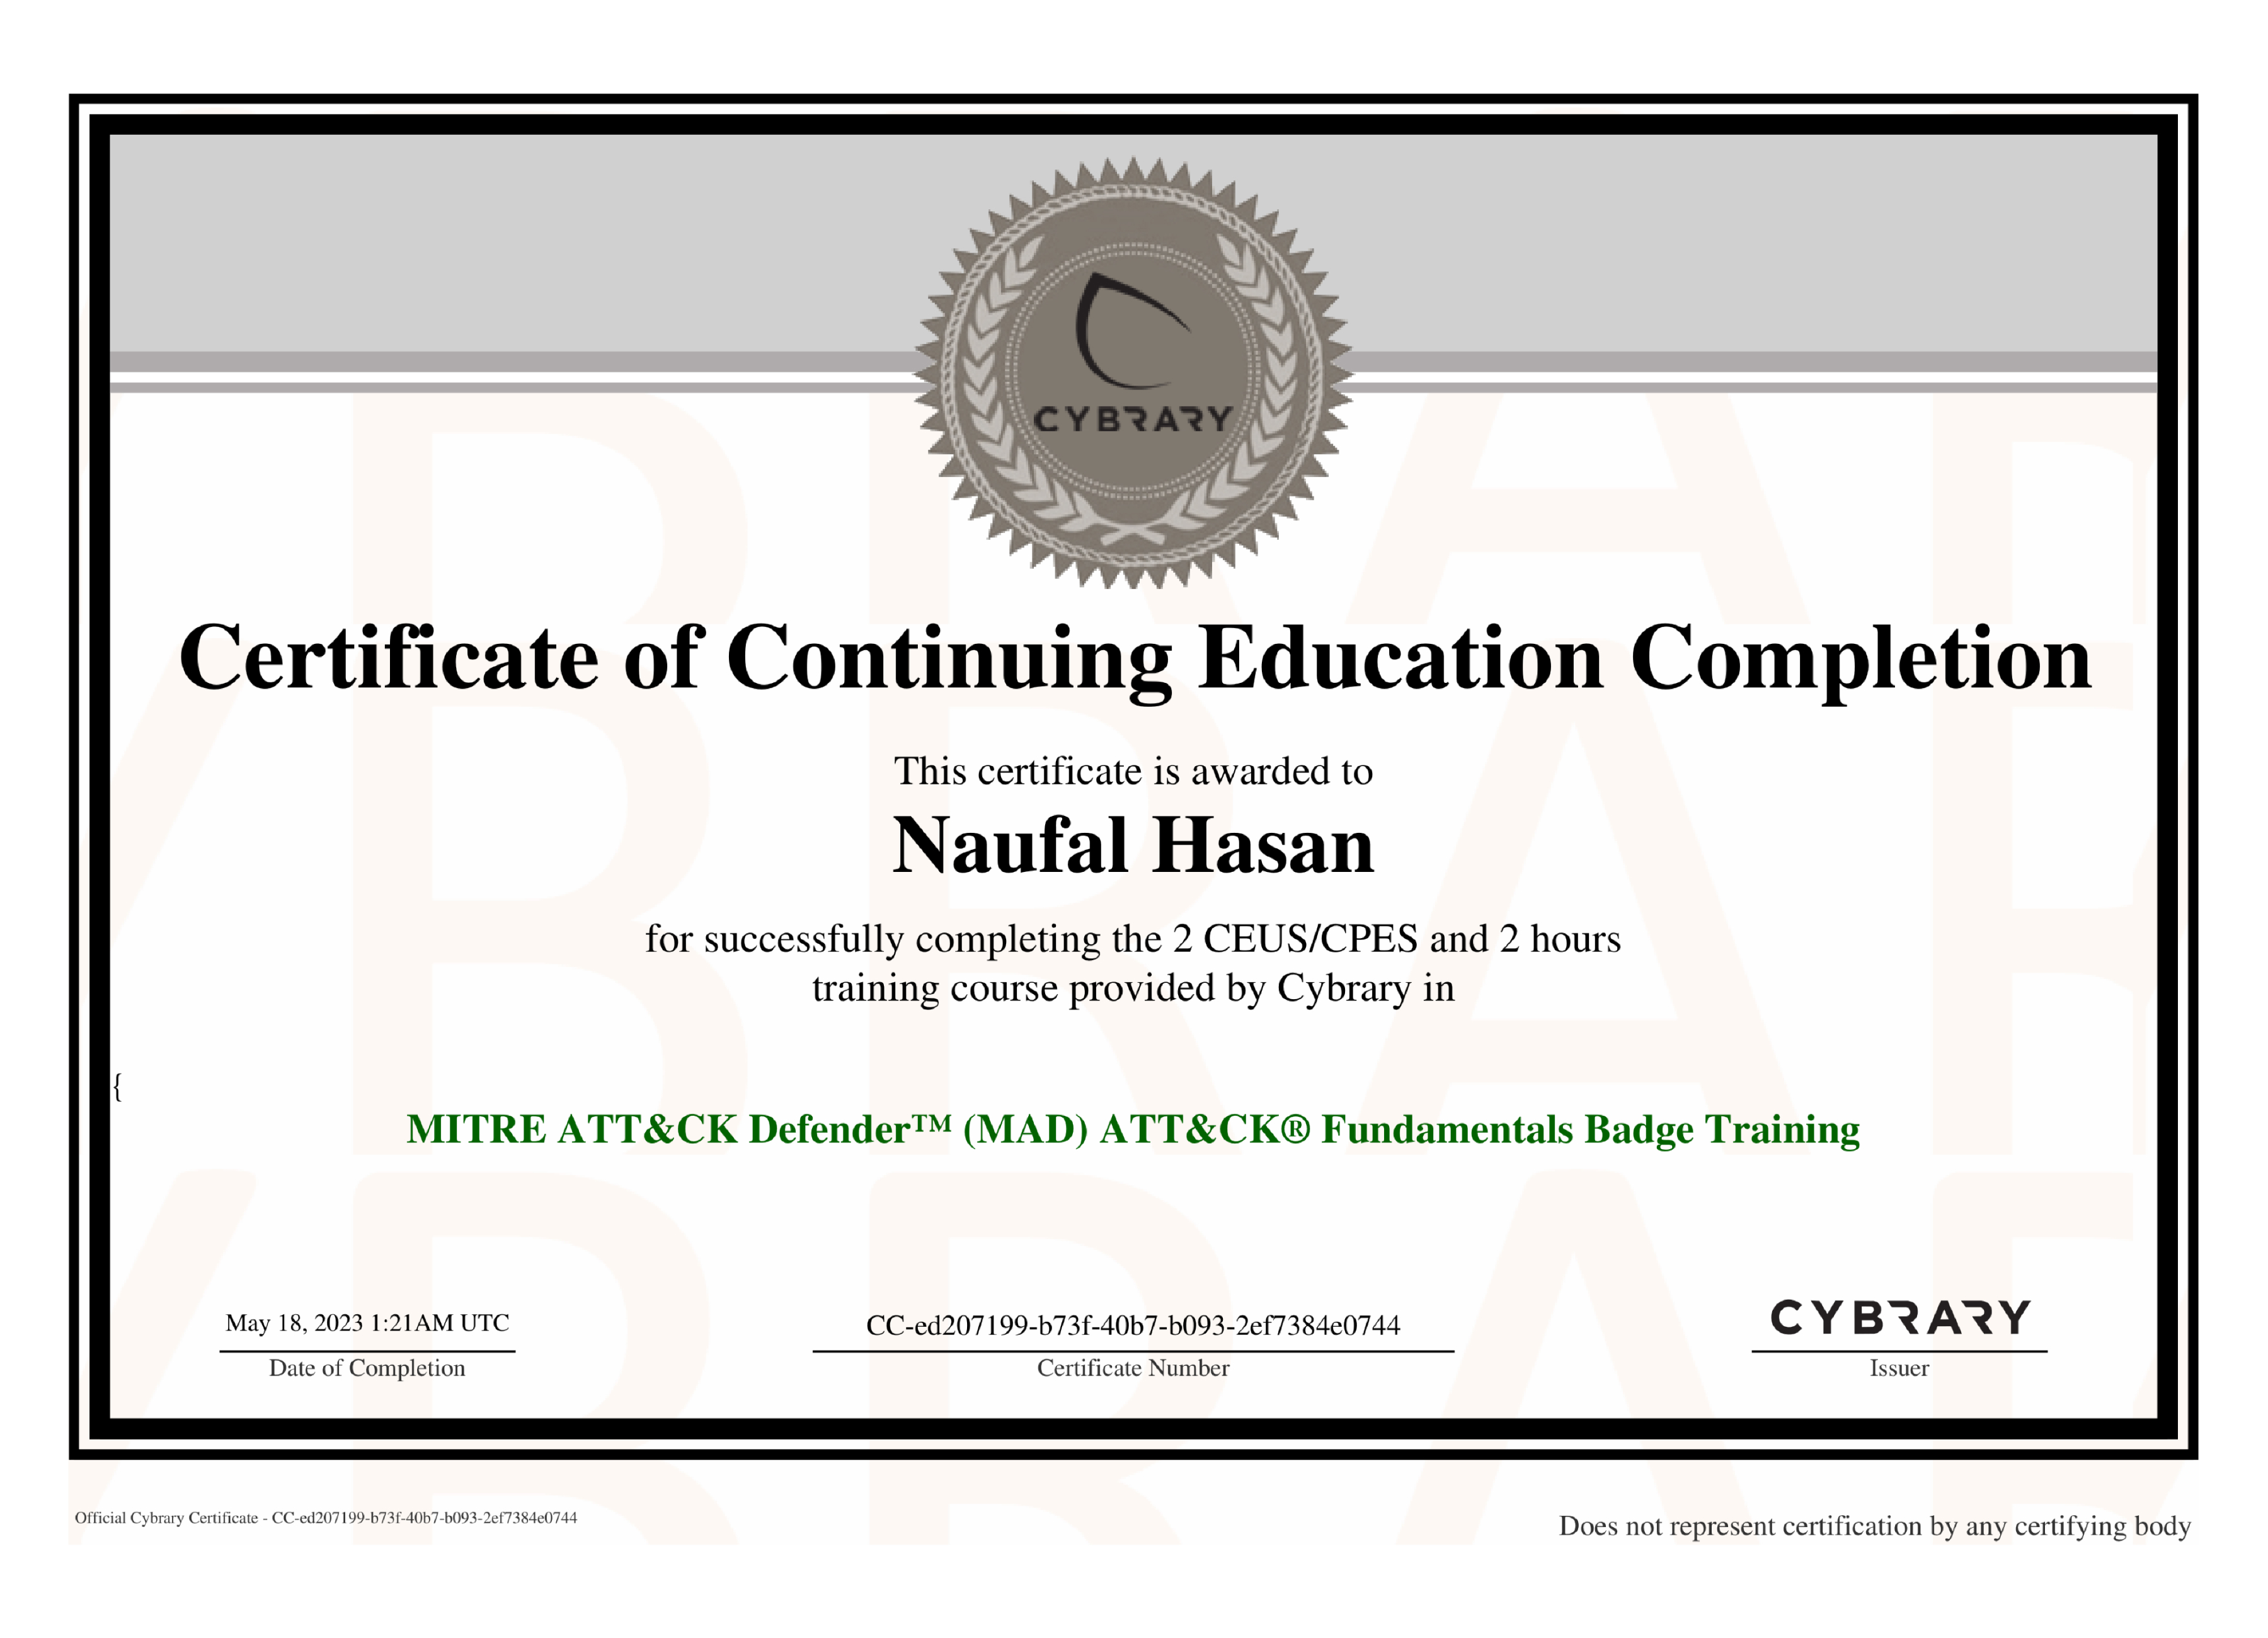 CYBRARY
Certificate of Continuing Education Completion
This certificate is awarded to
Naufal Hasan
for successfully completing the 2 CEUS/CPES and 2 hours
training course provided by Cybrary in
{
MITRE ATT&CK Defender™ (MAD) ATT&CK® Fundamentals Badge Training
May 18, 2023 1:21AM UTC
Date of Completion
CC-ed207199-b73f-40b7-b093-2ef7384e0744
Certificate Number
CYBRARY
Issuer
Official Cybrary Certificate - CC-ed207199-b73f-40b7-b093-2ef7384e0744
Does not represent certification by any certifying body